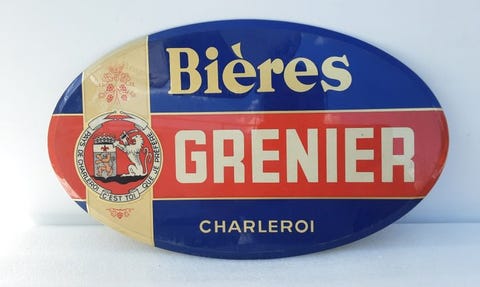 Bières
GRENIER
CHARLEROI
PAYS DE CHARLEROI
C'EST TOI
QUE JE PRÉFÈRE